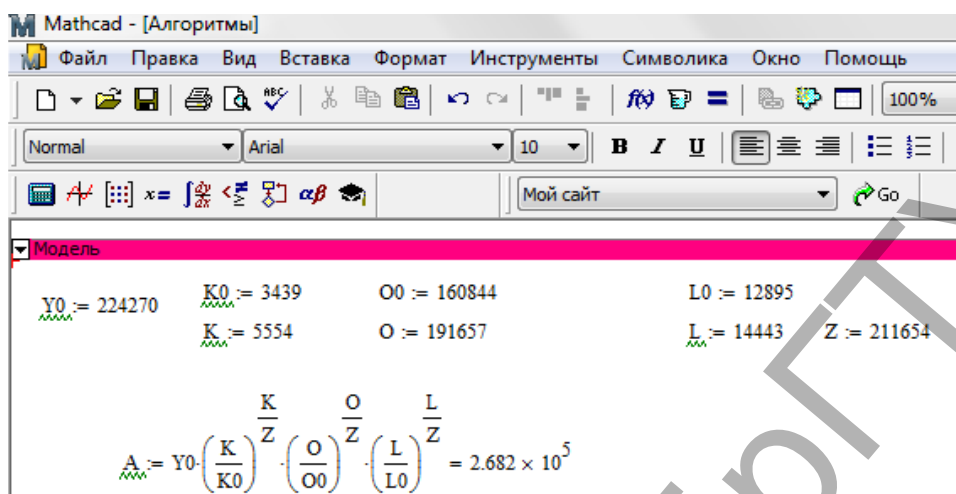 Mathcad - [Алгоритмы]
Файл Правка Вид Вставка Формат Инструменты Символика Окно Помощь
100%
Normal Arial 10 B I U
Мой сайт Go
Модель
Y0 := 224270 K0 := 3439 O0 := 160844 L0 := 12895
K := 5554 O := 191657 L := 14443 Z := 211654
A := Y0·(K/K0)^(K/Z)·(O/O0)^(O/Z)·(L/L0)^(L/Z) = 2.682 × 10^5